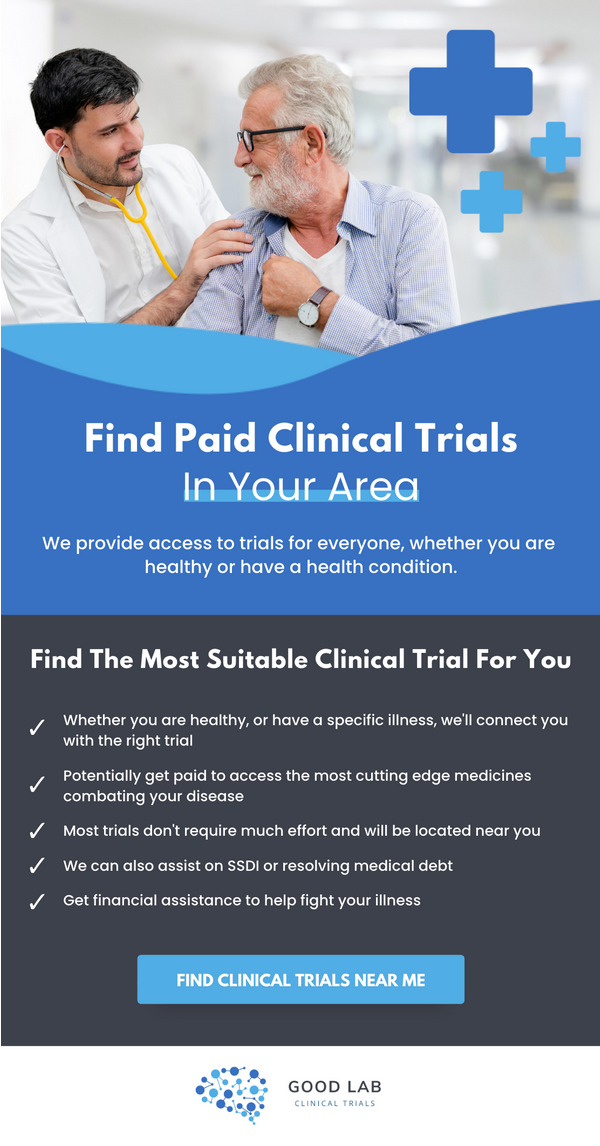 Find Paid Clinical Trials
In Your Area
We provide access to trials for everyone, whether you are
healthy or have a health condition.
Find The Most Suitable Clinical Trial For You
✓ Whether you are healthy, or have a specific illness, we'll connect you
with the right trial
✓ Potentially get paid to access the most cutting edge medicines
combating your disease
✓ Most trials don't require much effort and will be located near you
✓ We can also assist on SSDI or resolving medical debt
✓ Get financial assistance to help fight your illness
FIND CLINICAL TRIALS NEAR ME
GOOD LAB
CLINICAL TRIALS